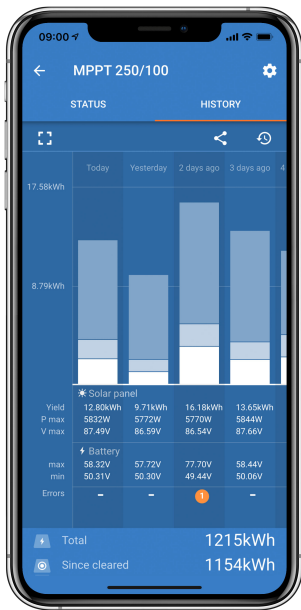 09:00
MPPT 250/100
STATUS HISTORY
Today Yesterday 2 days ago 3 days ago 4
17.58kWh
8.79kWh
Solar panel
Yield 12.80kWh 9.71kWh 16.18kWh 13.65kWh
P max 5832W 5772W 5770W 5844W
V max 87.49V 86.59V 86.54V 87.66V
Battery
max 58.32V 57.72V 77.70V 58.44V
min 50.31V 50.30V 49.44V 50.06V
Errors – – 1 –
Total 1215kWh
Since cleared 1154kWh